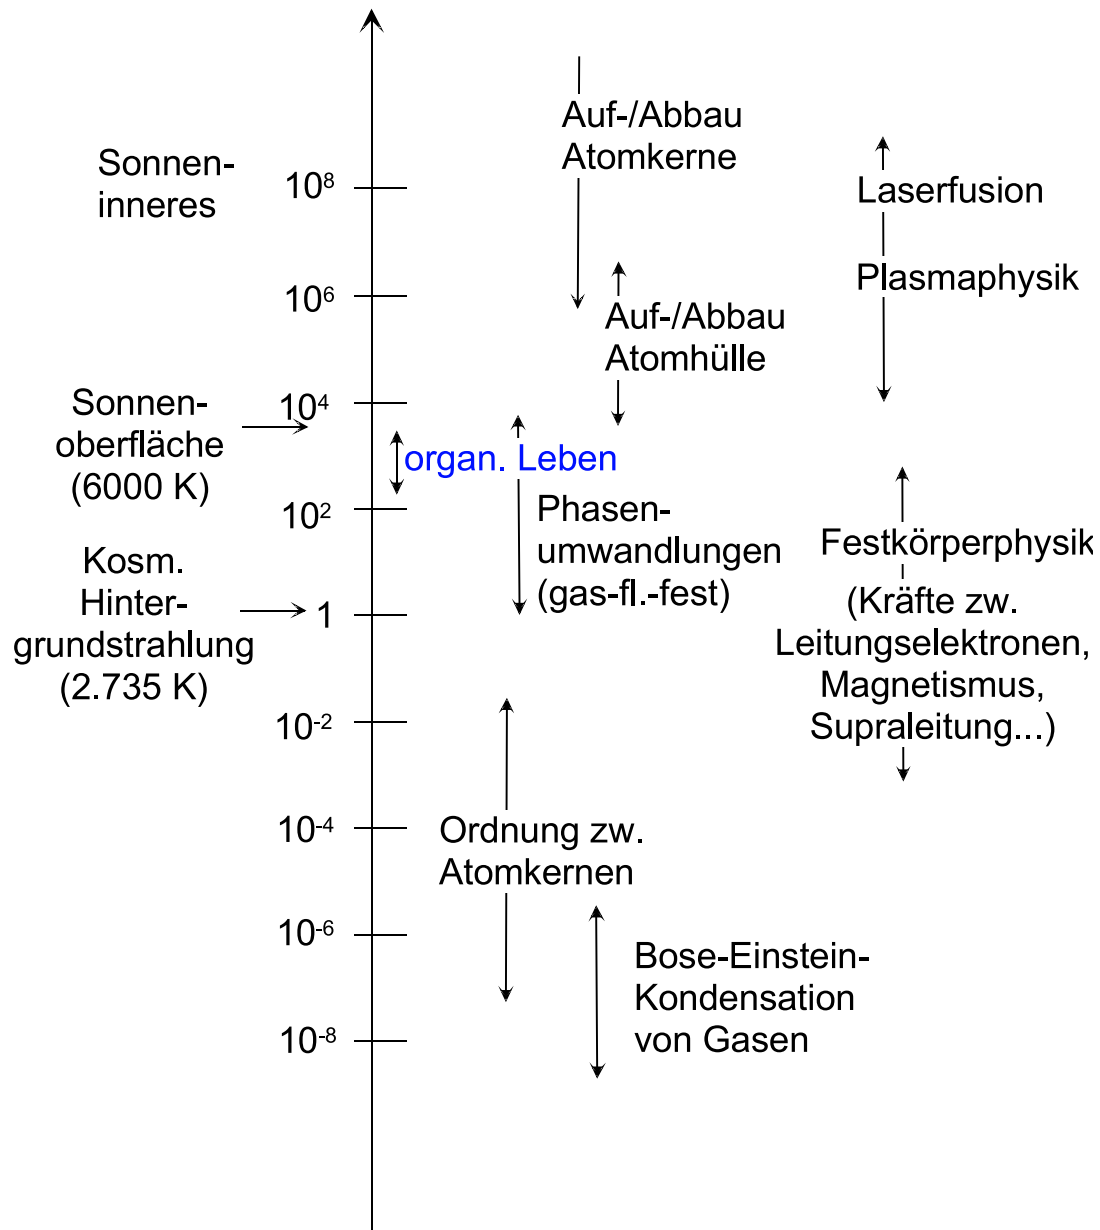 Auf-/Abbau
Atomkerne
Sonnen-
inneres
10⁸
Laserfusion
Plasmaphysik
10⁶
Auf-/Abbau
Atomhülle
Sonnen-
oberfläche
(6000 K)
10⁴
organ. Leben
10²
Phasen-
umwandlungen
(gas-fl.-fest)
Festkörperphysik
(Kräfte zw.
Leitungselektronen,
Magnetismus,
Supraleitung...)
Kosm.
Hinter-
grundstrahlung
(2.735 K)
1
10⁻²
10⁻⁴
Ordnung zw.
Atomkernen
10⁻⁶
Bose-Einstein-
Kondensation
von Gasen
10⁻⁸